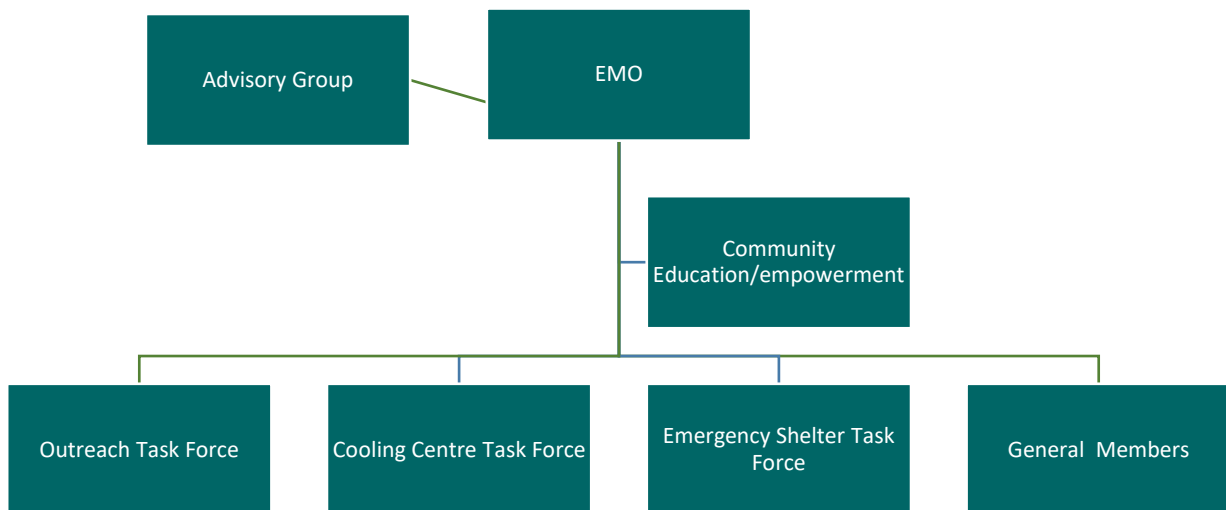 Advisory Group
EMO
Community
Education/empowerment
Outreach Task Force
Cooling Centre Task Force
Emergency Shelter Task
Force
General  Members